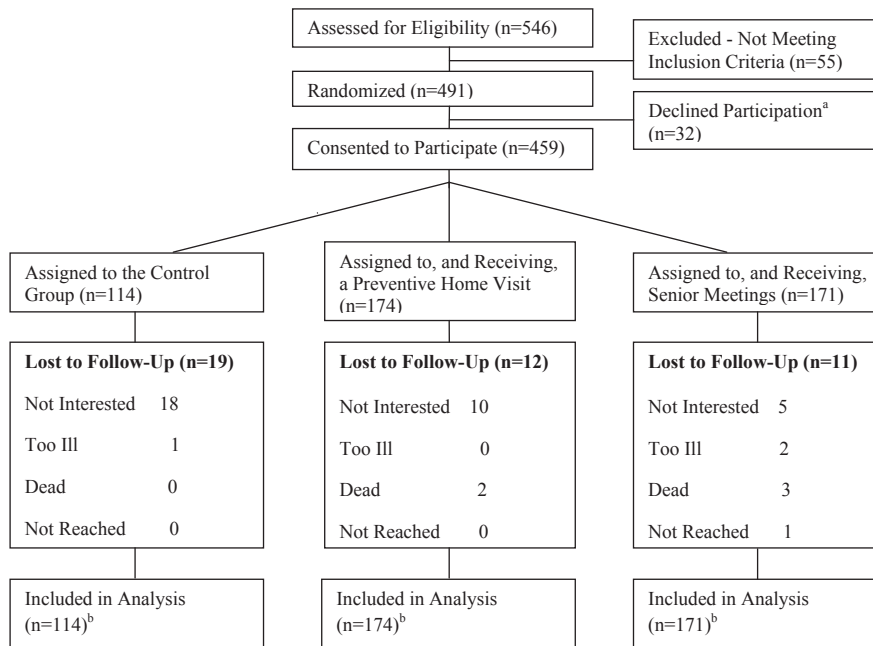 Assessed for Eligibility (n=546)
Excluded - Not Meeting
Inclusion Criteria (n=55)
Randomized (n=491)
Declined Participationᵃ
(n=32)
Consented to Participate (n=459)
Assigned to the Control
Group (n=114)
Assigned to, and Receiving,
a Preventive Home Visit
(n=174)
Assigned to, and Receiving,
Senior Meetings (n=171)
Lost to Follow-Up (n=19)
Not Interested 18
Too Ill 1
Dead 0
Not Reached 0
Lost to Follow-Up (n=12)
Not Interested 10
Too Ill 0
Dead 2
Not Reached 0
Lost to Follow-Up (n=11)
Not Interested 5
Too Ill 2
Dead 3
Not Reached 1
Included in Analysis
(n=114)ᵇ
Included in Analysis
(n=174)ᵇ
Included in Analysis
(n=171)ᵇ